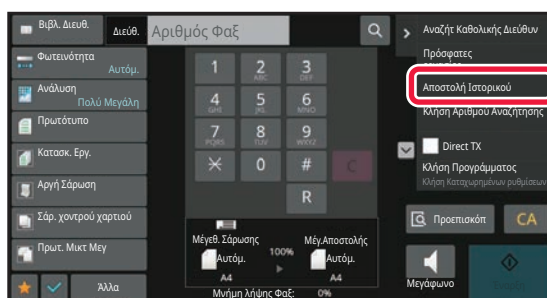 Βιβλ. Διευθ.
Διεύθ.
Αριθμός Φαξ
Φωτεινότητα
Αυτόμ.
Ανάλυση
Πολύ Μεγάλη
Πρωτότυπο
Κατασκ. Εργ.
Αργή Σάρωση
Σάρ. χοντρού χαρτιού
Πρωτ. Μικτ Μεγ
Άλλα
1
2
ABC
3
DEF
4
GHI
5
JKL
6
MNO
7
PQRS
8
TUV
9
WXYZ
0
#
C
R
Μέγεθ. Σάρωσης
Αυτόμ.
A4
100%
Μέγ.Αποστολής
Αυτόμ.
A4
Μνήμη λήψης Φαξ: 0%
Αναζήτ Καθολικής Διεύθυν
Πρόσφατες
Αποστολή Ιστορικού
Κλήση Αριθμού Αναζήτησης
Direct TX
Κλήση Προγράμματος
Κλήση Καταχωρημένων ρυθμίσεων
Προεπισκόπ
CA
Μεγάφωνο